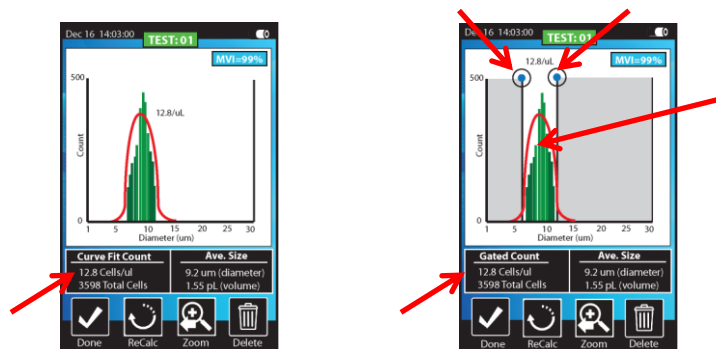 Dec 16 14:03:00
TEST: 01
MVI=99%
500
12.8/uL
Count
0
1 5 10 15 20 25 30
Diameter (um)
Curve Fit Count
Ave. Size
12.8 Cells/ul
9.2 um (diameter)
3598 Total Cells
1.55 pL (volume)
Done ReCalc Zoom Delete
Dec 16 14:03:00
TEST: 01
MVI=99%
12.8/uL
500
Count
0
1 5 10 15 20 25 30
Diameter (um)
Gated Count
Ave. Size
12.8 Cells/ul
9.2 um (diameter)
3598 Total Cells
1.55 pL (volume)
Done ReCalc Zoom Delete